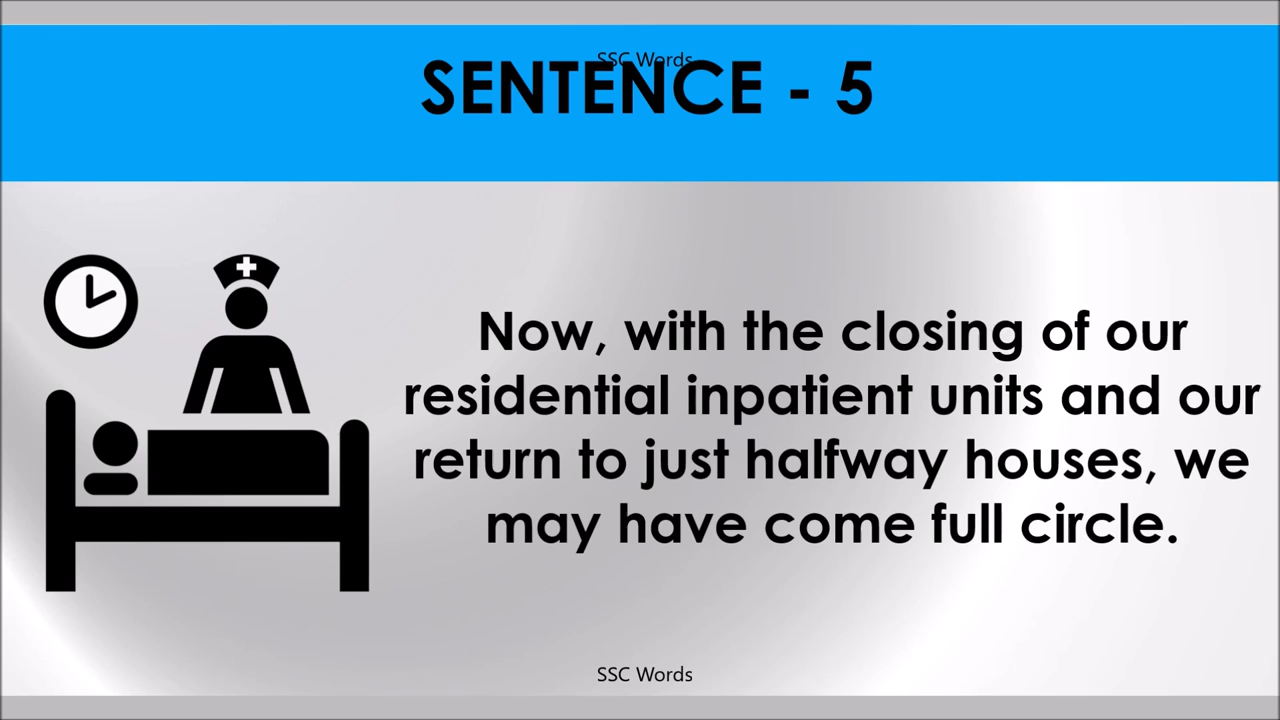 SSC Words
SENTENCE - 5
Now, with the closing of our
residential inpatient units and our
return to just halfway houses, we
may have come full circle.
SSC Words